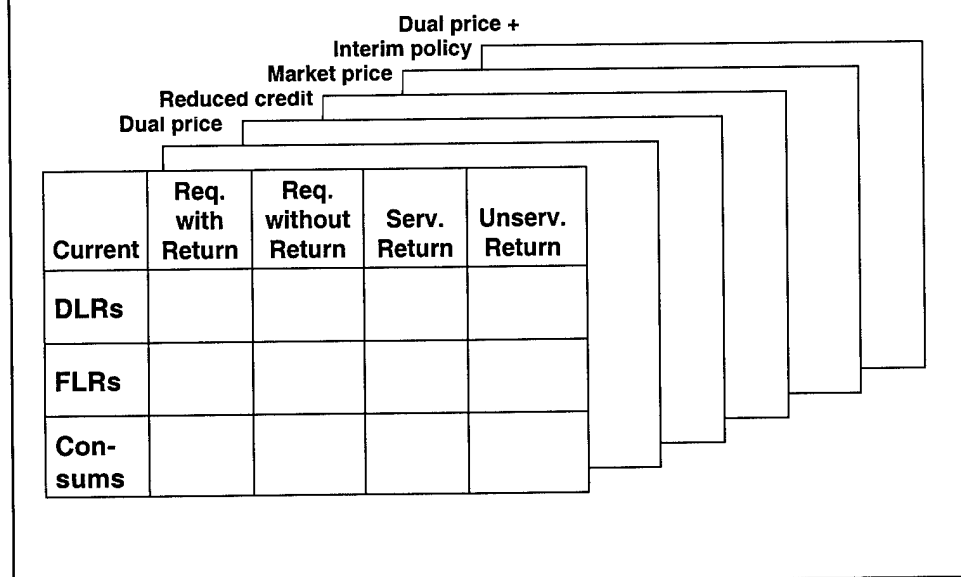 Dual price +
Interim policy
Market price
Reduced credit
Dual price
Current
Req.
with
Return
Req.
without
Return
Serv.
Return
Unserv.
Return
DLRs
FLRs
Con-
sums